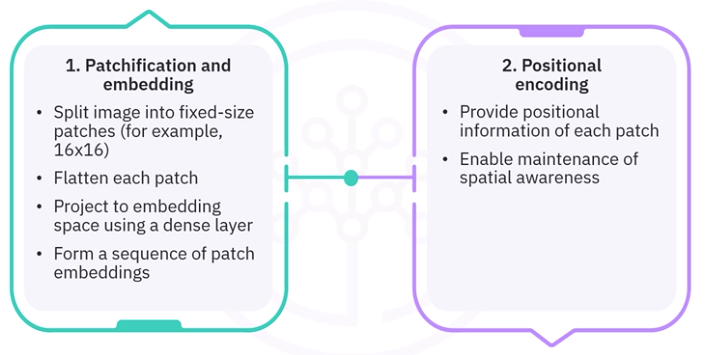 1. Patchification and
embedding
• Split image into fixed-size
patches (for example,
16x16)
• Flatten each patch
• Project to embedding
space using a dense layer
• Form a sequence of patch
embeddings
2. Positional
encoding
• Provide positional
information of each patch
• Enable maintenance of
spatial awareness